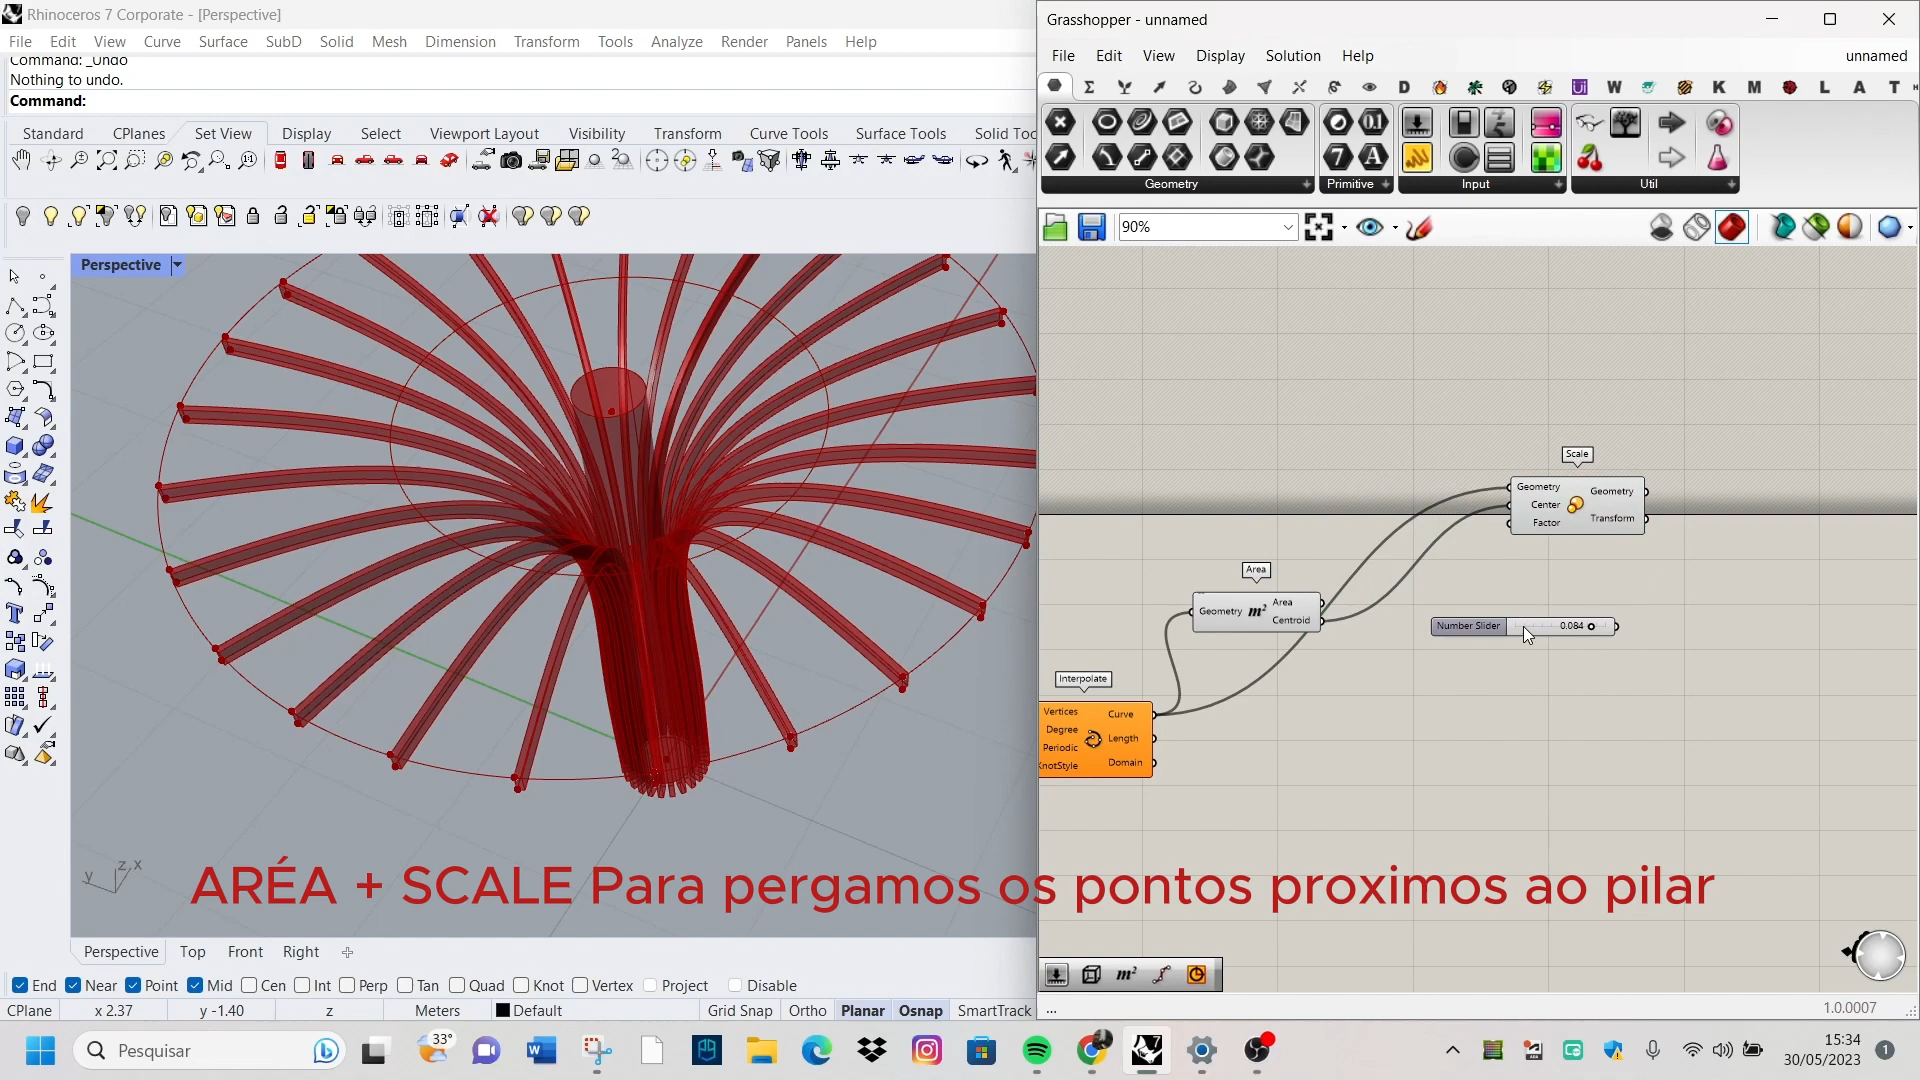 Rhinoceros 7 Corporate - [Perspective]
File Edit View Curve Surface SubD Solid Mesh Dimension Transform Tools Analyze Render Panels Help
Command: _Undo
Nothing to undo.
Command:
Standard CPlanes Set View Display Select Viewport Layout Visibility Transform Curve Tools Surface Tools Solid Too
Perspective
z x
y
Perspective Top Front Right
End Near Point Mid Cen Int Perp Tan Quad Knot Vertex Project Disable
CPlane x 2.37 y -1.40 z Meters Default Grid Snap Ortho Planar Osnap SmartTrack
Grasshopper - unnamed
File Edit View Display Solution Help unnamed
D W K M L A T
Geometry Primitive Input Util
90%
Scale
Geometry Geometry
Center
Factor Transform
Area
Geometry m² Area
Centroid
Number Slider 0.084
Interpolate
Vertices Curve
Degree
Length
Periodic
KnotStyle Domain
ARÉA + SCALE Para pergamos os pontos proximos ao pilar
m²
... 1.0.0007
Pesquisar
33°
15:34
30/05/2023
1